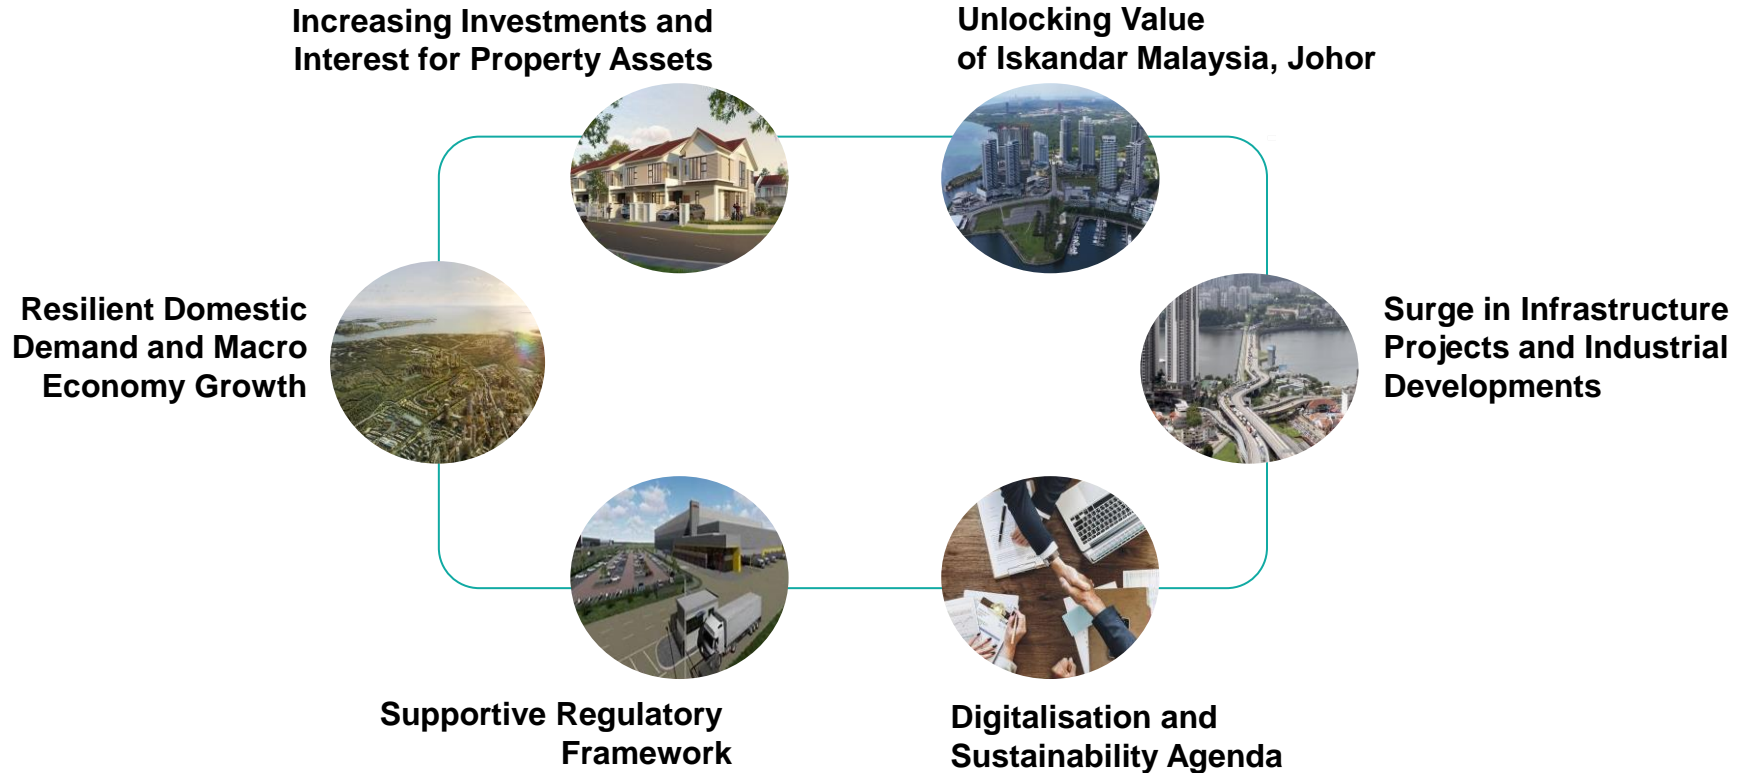 Increasing Investments and
Interest for Property Assets
Unlocking Value
of Iskandar Malaysia, Johor
Resilient Domestic
Demand and Macro
Economy Growth
Surge in Infrastructure
Projects and Industrial
Developments
Supportive Regulatory
Framework
Digitalisation and
Sustainability Agenda